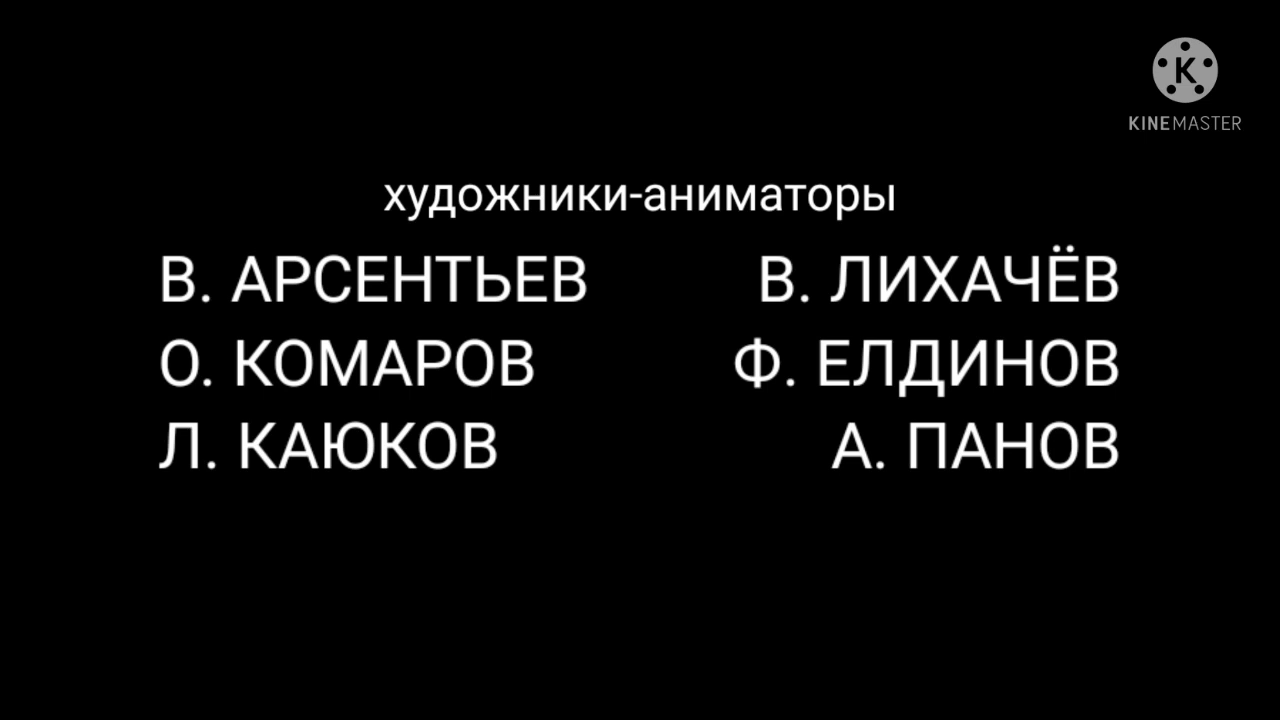 KINEMASTER
художники-аниматоры
В. АРСЕНТЬЕВ В. ЛИХАЧЁВ
О. КОМАРОВ Ф. ЕЛДИНОВ
Л. КАЮКОВ А. ПАНОВ